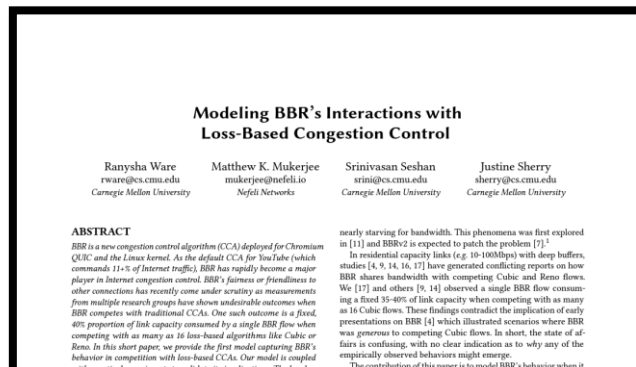 Modeling BBR's Interactions with
Loss-Based Congestion Control
Ranysha Ware
rware@cs.cmu.edu
Carnegie Mellon University
Matthew K. Mukerjee
mukerjee@nefeli.io
Nefeli Networks
Srinivasan Seshan
srini@cs.cmu.edu
Carnegie Mellon University
Justine Sherry
sherry@cs.cmu.edu
Carnegie Mellon University
ABSTRACT
BBR is a new congestion control algorithm (CCA) deployed for Chromium
QUIC and the Linux kernel. As the default CCA for YouTube (which
commands 11+% of Internet traffic), BBR has rapidly become a major
player in Internet congestion control. BBR's fairness or friendliness to
other connections has recently come under scrutiny as measurements
from multiple research groups have shown undesirable outcomes when
BBR competes with traditional CCAs. One such outcome is a fixed,
40% proportion of link capacity consumed by a single BBR flow when
competing with as many as 16 loss-based algorithms like Cubic or
Reno. In this short paper, we provide the first model capturing BBR's
behavior in competition with loss-based CCAs. Our model is coupled
nearly starving for bandwidth. This phenomena was first explored
in [11] and BBRv2 is expected to patch the problem [7].1
In residential capacity links (e.g. 10-100Mbps) with deep buffers,
studies [4, 9, 14, 16, 17] have generated conflicting reports on how
BBR shares bandwidth with competing Cubic and Reno flows.
We [17] and others [9, 14] observed a single BBR flow consum-
ing a fixed 35-40% of link capacity when competing with as many
as 16 Cubic flows. These findings contradict the implication of early
presentations on BBR [4] which illustrated scenarios where BBR
was generous to competing Cubic flows. In short, the state of af-
fairs is confusing, with no clear indication as to why any of the
empirically observed behaviors might emerge.
The contribution of this paper is to model BBR's behavior when it